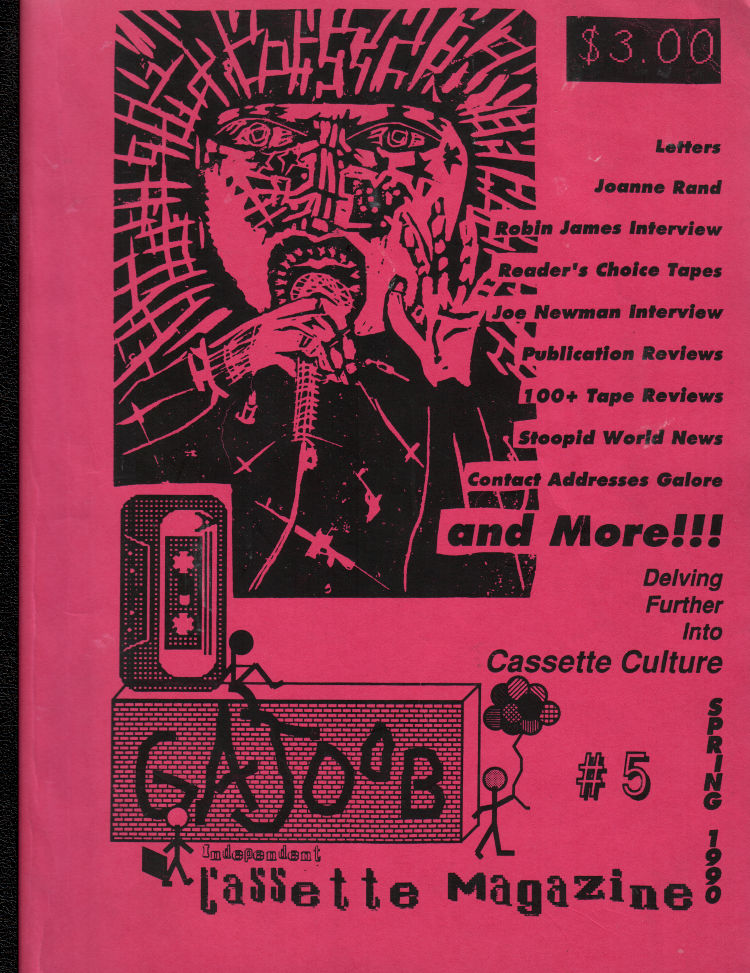 $3.00
Letters
Joanne Rand
Robin James Interview
Reader's Choice Tapes
Joe Newman Interview
Publication Reviews
100+ Tape Reviews
Stoopid World News
Contact Addresses Galore
and More!!!
Delving
Further
Into
Cassette Culture
GAJOOB
#5
SPRING 1990
Independent
Cassette Magazine